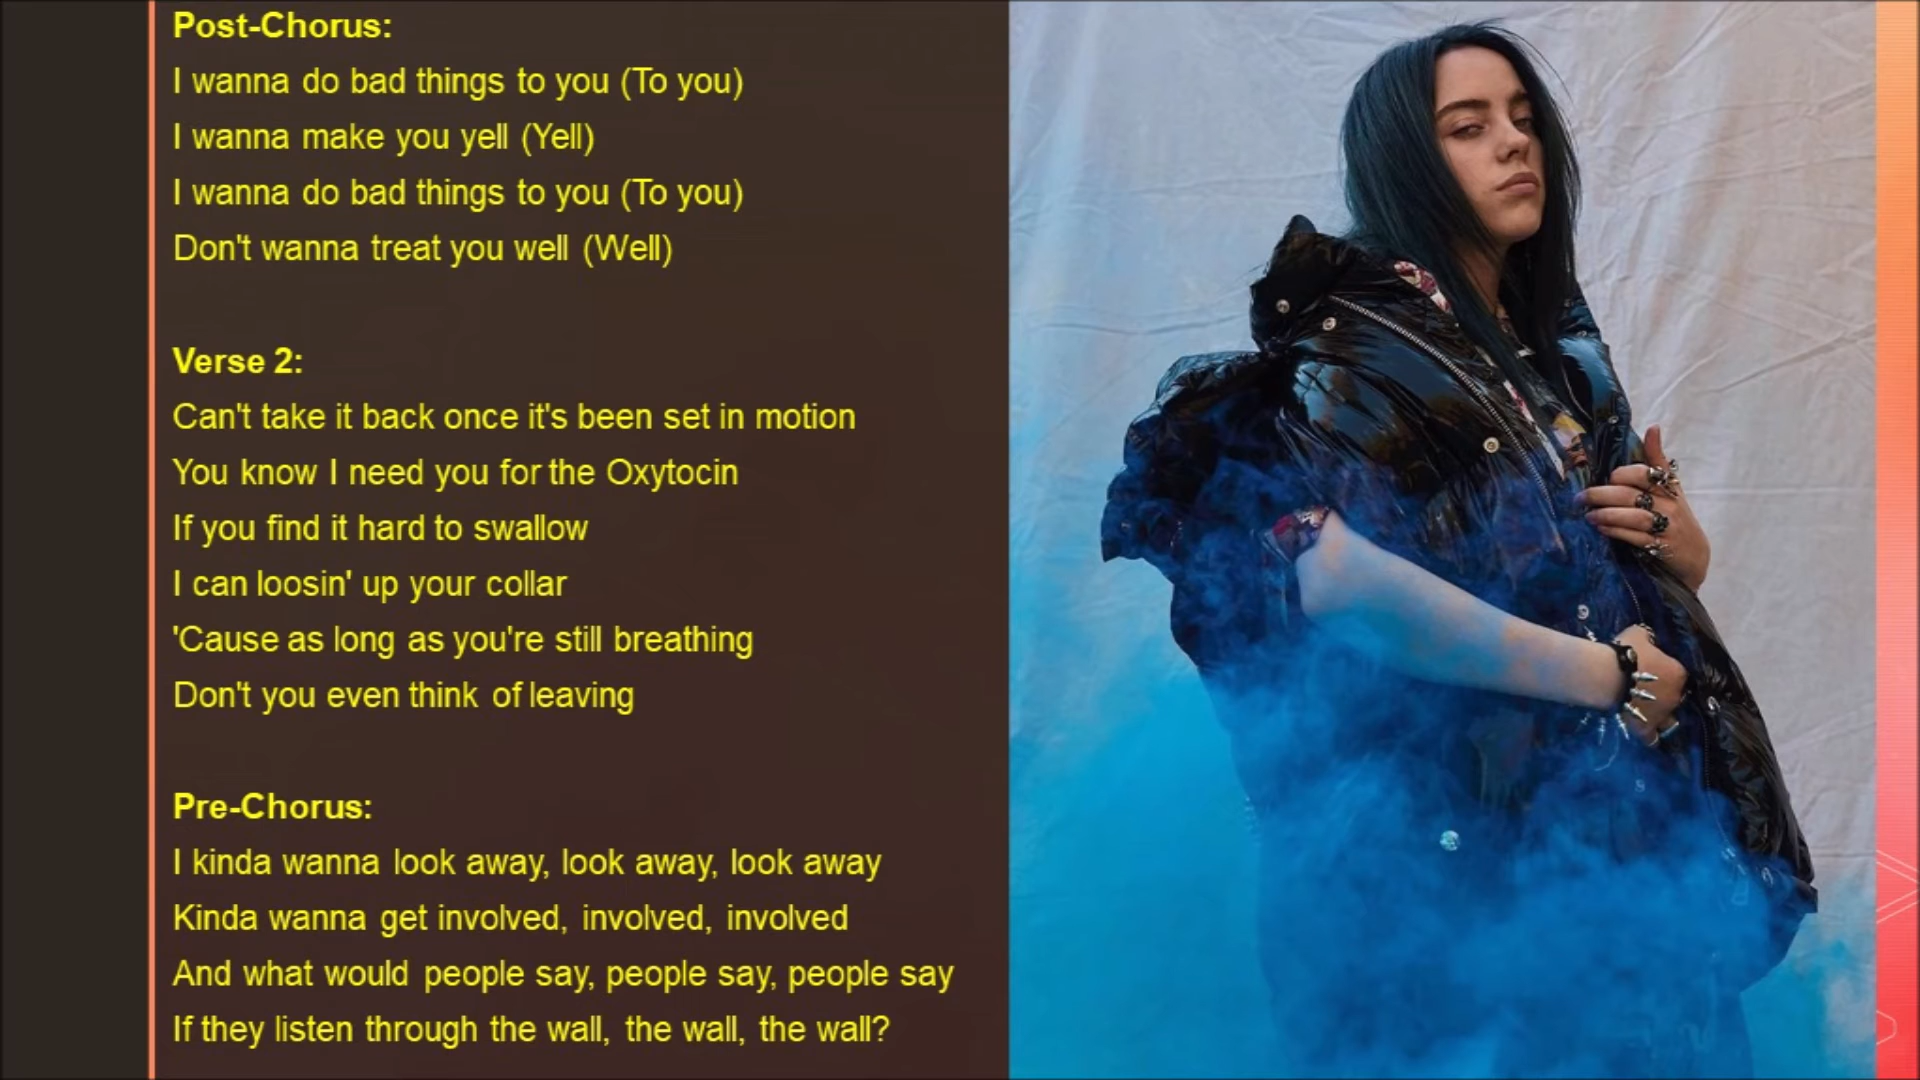 Post-Chorus:
I wanna do bad things to you (To you)
I wanna make you yell (Yell)
I wanna do bad things to you (To you)
Don't wanna treat you well (Well)
Verse 2:
Can't take it back once it's been set in motion
You know I need you for the Oxytocin
If you find it hard to swallow
I can loosin' up your collar
'Cause as long as you're still breathing
Don't you even think of leaving
Pre-Chorus:
I kinda wanna look away, look away, look away
Kinda wanna get involved, involved, involved
And what would people say, people say, people say
If they listen through the wall, the wall, the wall?